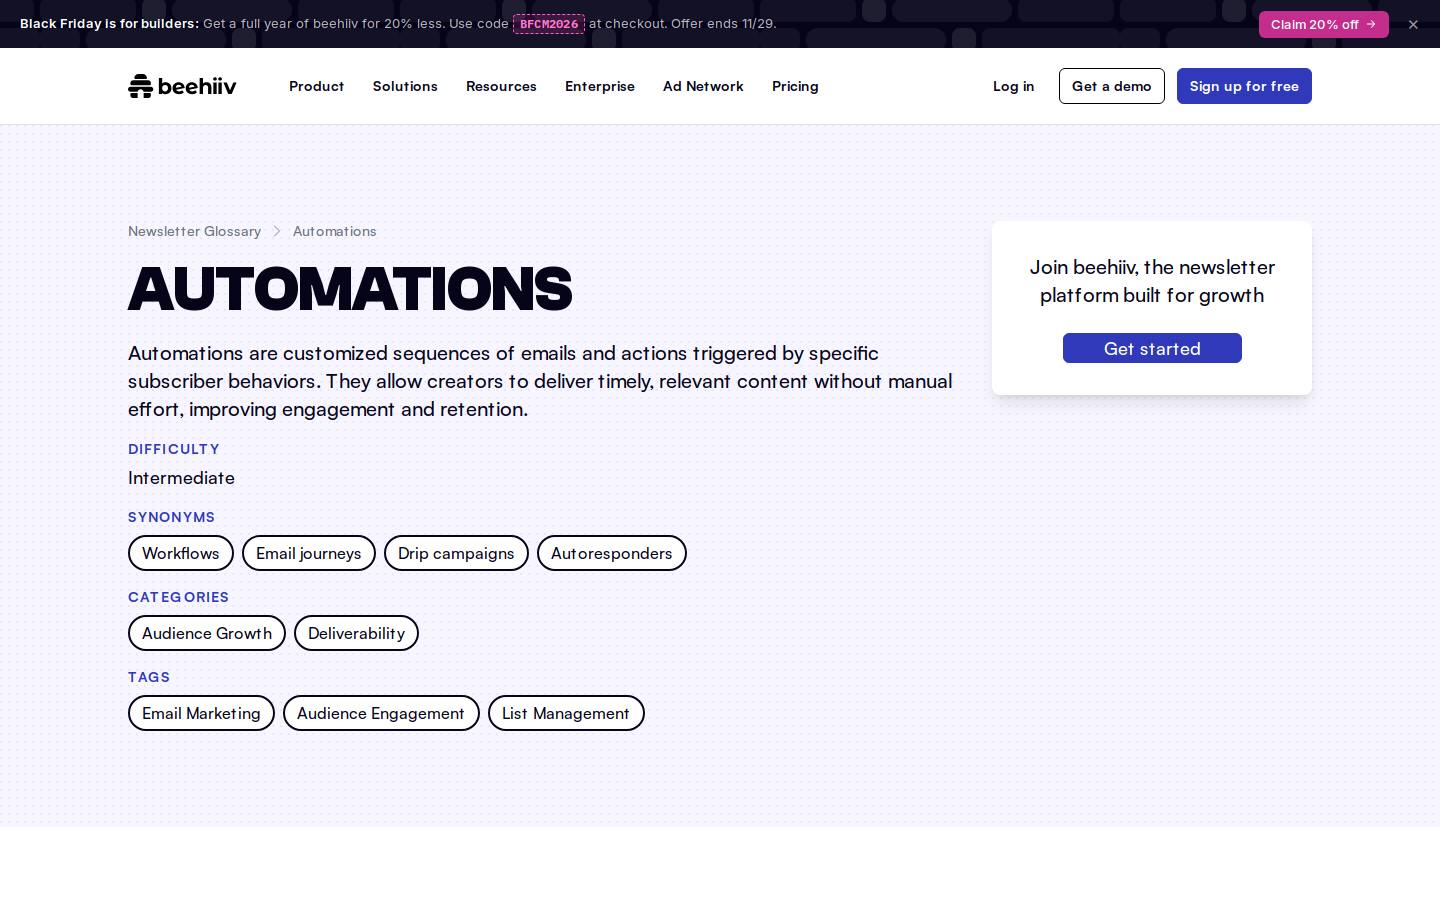 Black Friday is for builders: Get a full year of beehiiv for 20% less. Use code BFCM2026 at checkout. Offer ends 11/29.
Claim 20% off →
beehiiv
Product
Solutions
Resources
Enterprise
Ad Network
Pricing
Log in
Get a demo
Sign up for free
Newsletter Glossary
Automations
AUTOMATIONS
Automations are customized sequences of emails and actions triggered by specific
subscriber behaviors. They allow creators to deliver timely, relevant content without manual
effort, improving engagement and retention.
DIFFICULTY
Intermediate
SYNONYMS
Workflows
Email journeys
Drip campaigns
Autoresponders
CATEGORIES
Audience Growth
Deliverability
TAGS
Email Marketing
Audience Engagement
List Management
Join beehiiv, the newsletter
platform built for growth
Get started